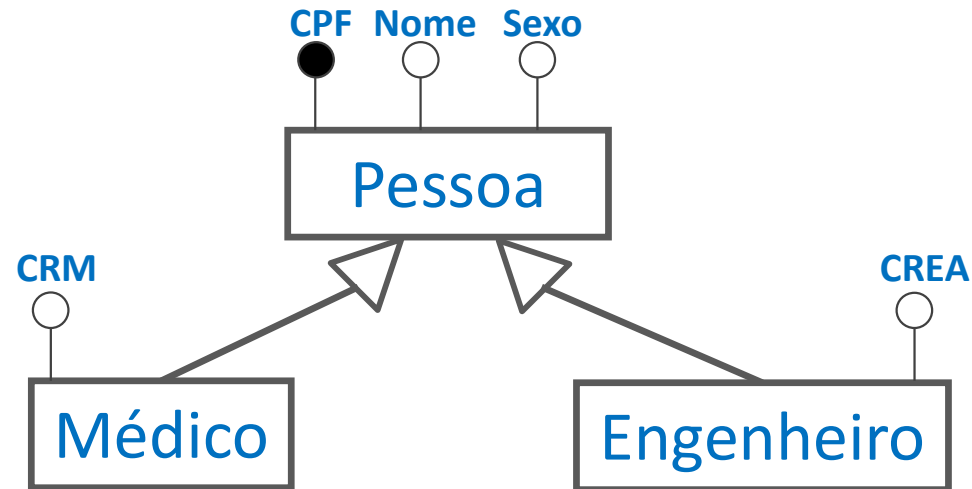 CPF Nome Sexo
Pessoa
CRM
CREA
Médico
Engenheiro